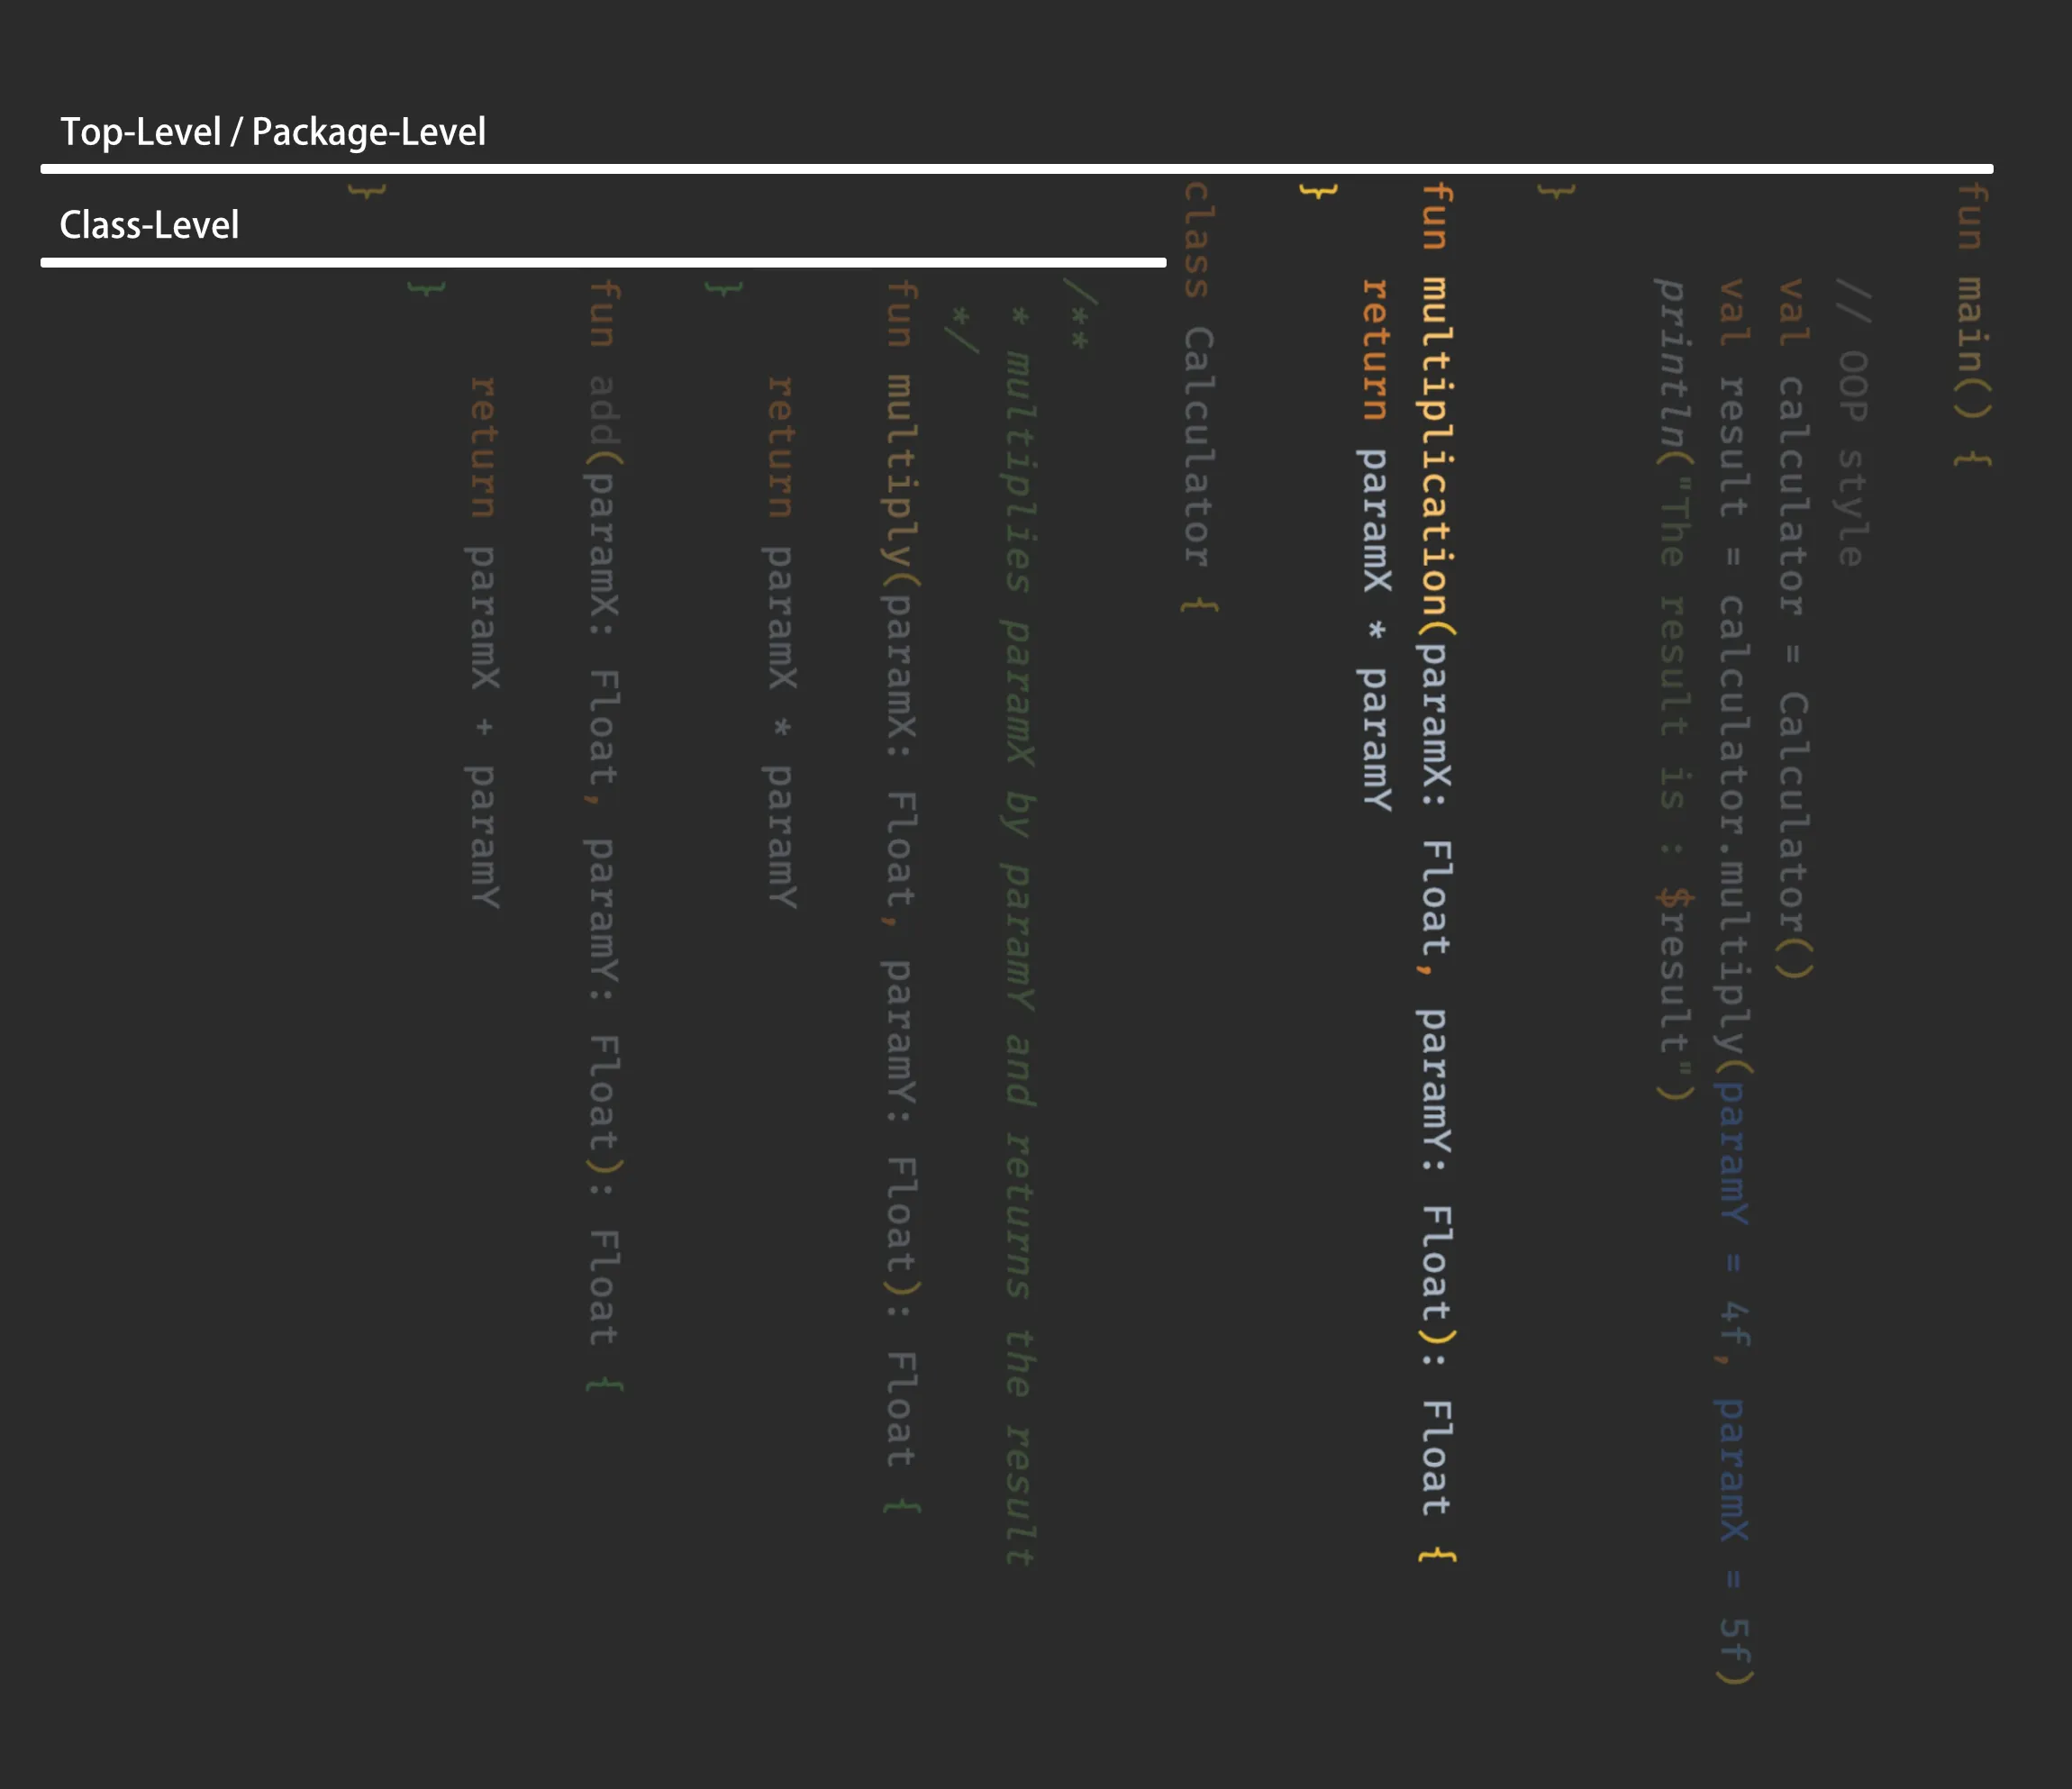 Top-Level / Package-Level
Class-Level
fun main() {
// OOP style
val calculator = Calculator()
val result = calculator.multiply(paramY = 4f, paramX = 5f)
println("The result is : $result")
}
fun multiplication(paramX: Float, paramY: Float): Float {
return paramX * paramY
}
class Calculator {
/**
* multiplies paramX by paramY and returns the result
*/
fun multiply(paramX: Float, paramY: Float): Float {
return paramX * paramY
}
fun add(paramX: Float, paramY: Float): Float {
return paramX + paramY
}
}